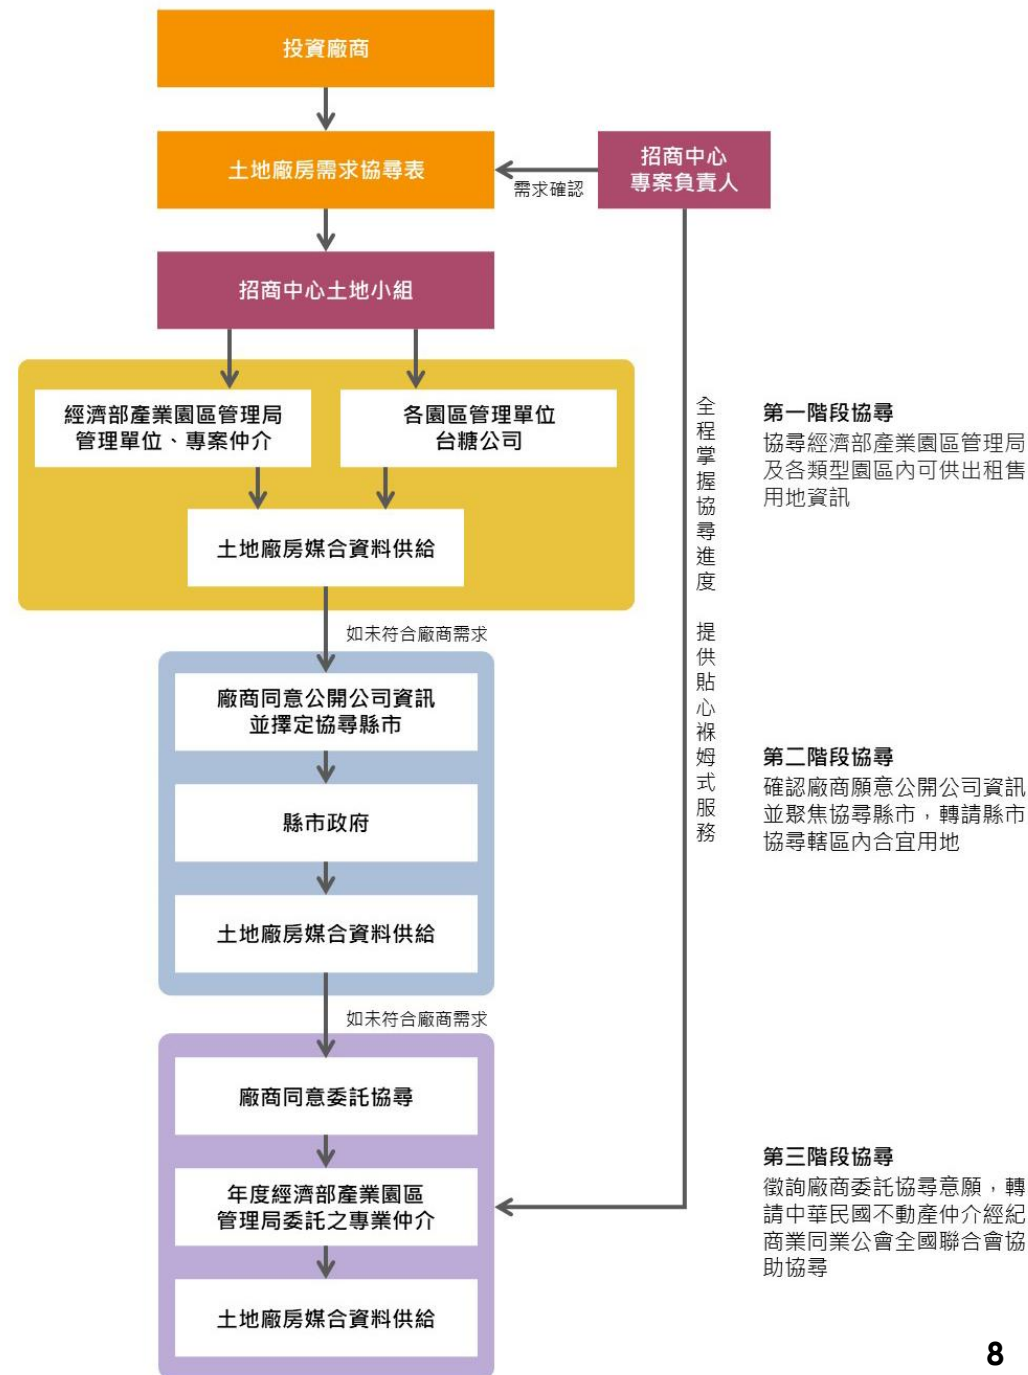 投資廠商
土地廠房需求協尋表
招商中心
專案負責人
需求確認
招商中心土地小組
經濟部產業園區管理局
管理單位、專案仲介
各園區管理單位
台糖公司
土地廠房媒合資料供給
第一階段協尋
協尋經濟部產業園區管理局
及各類型園區內可供出租售
用地資訊
全程掌握協尋進度 提供貼心褓姆式服務
如未符合廠商需求
廠商同意公開公司資訊
並擇定協尋縣市
縣市政府
土地廠房媒合資料供給
第二階段協尋
確認廠商願意公開公司資訊
並聚焦協尋縣市，轉請縣市
協尋轄區內合宜用地
如未符合廠商需求
廠商同意委託協尋
年度經濟部產業園區
管理局委託之專業仲介
土地廠房媒合資料供給
第三階段協尋
徵詢廠商委託協尋意願，轉
請中華民國不動產仲介經紀
商業同業公會全國聯合會協
助協尋
8